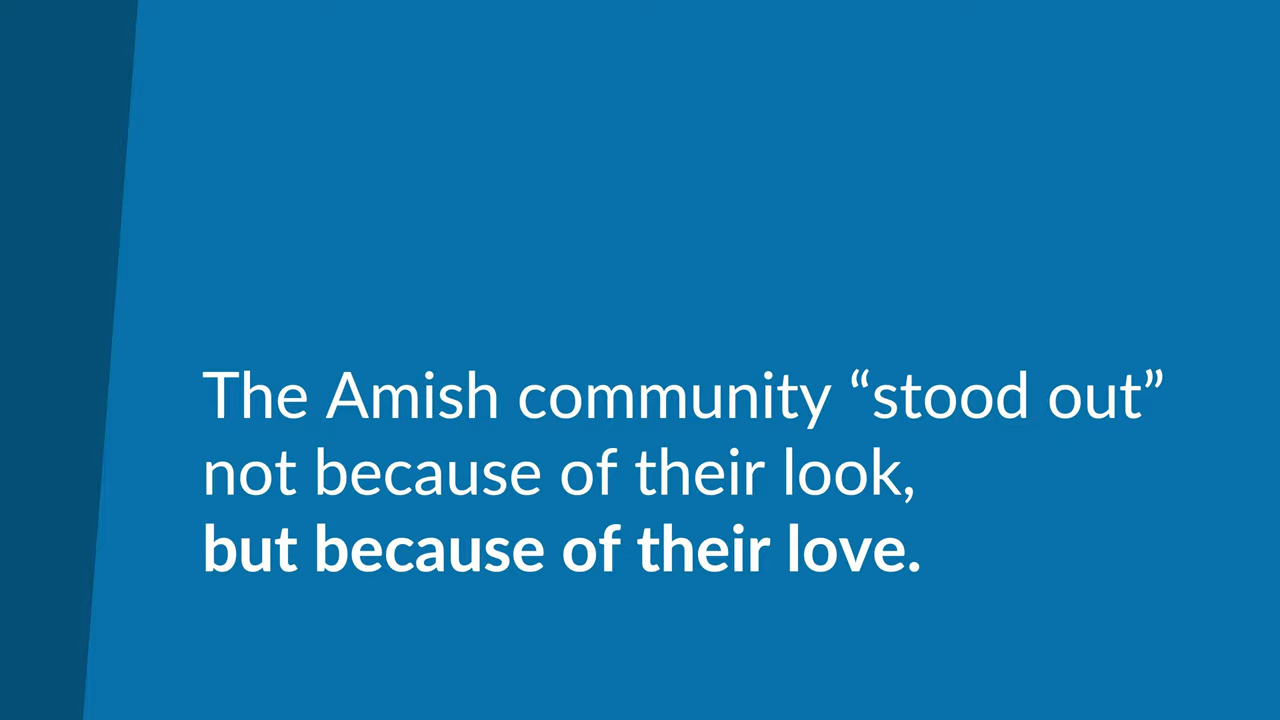 The Amish community “stood out”
not because of their look,
but because of their love.